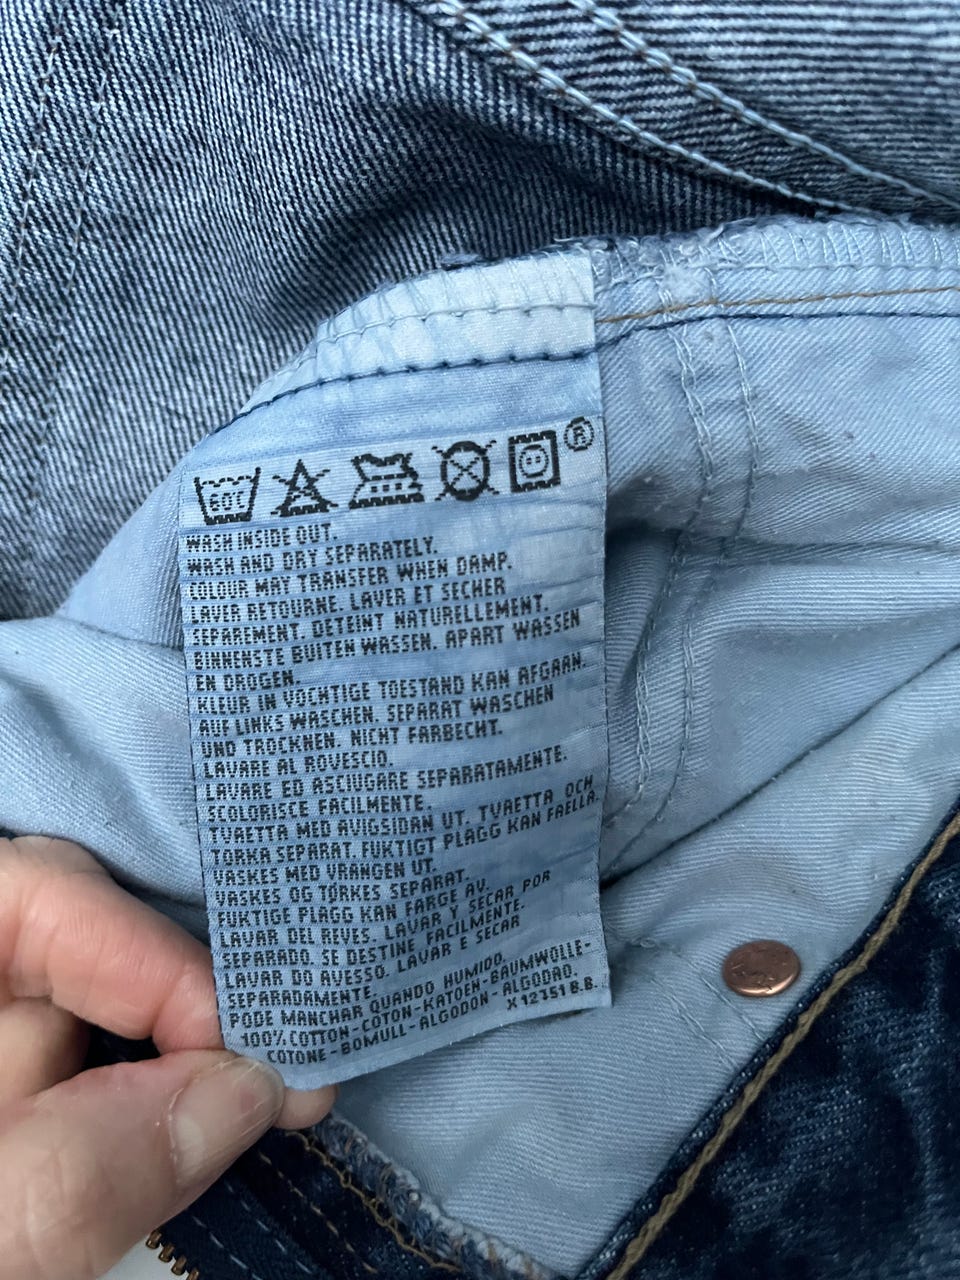 60°C ®
WASH INSIDE OUT.
WASH AND DRY SEPARATELY.
COLOUR MAY TRANSFER WHEN DAMP.
LAVER RETOURNE. LAVER ET SECHER
SEPAREMENT. DETEINT NATURELLEMENT.
BINNENSTE BUITEN WASSEN. APART WASSEN
EN DROGEN.
KLEUR IN VOCHTIGE TOESTAND KAN AFGAAN.
AUF LINKS WASCHEN. SEPARAT WASCHEN
UND TROCKNEN. NICHT FARBECHT.
LAVARE AL ROVESCIO.
LAVARE ED ASCIUGARE SEPARATAMENTE.
SCOLORISCE FACILMENTE.
TVAETTA MED AVIGSIDAN UT. TVAETTA OCH
TORKA SEPARAT. FUKTIGT PLAGG KAN FAELLA.
VASKES MED VRANGEN UT.
VASKES OG TØRKES SEPARAT.
FUKTIGE PLAGG KAN FARGE AV.
LAVAR DEL REVES. LAVAR Y SECAR POR
SEPARADO. SE DESTINE FACILMENTE.
LAVAR DO AVESSO. LAVAR E SECAR
SEPARADAMENTE.
PODE MANCHAR QUANDO HUMIDO.
100% COTTON-COTON-KATOEN-BAUMWOLLE-
COTONE-BOMULL-ALGODON-ALGODAO.
X12751 B.B.